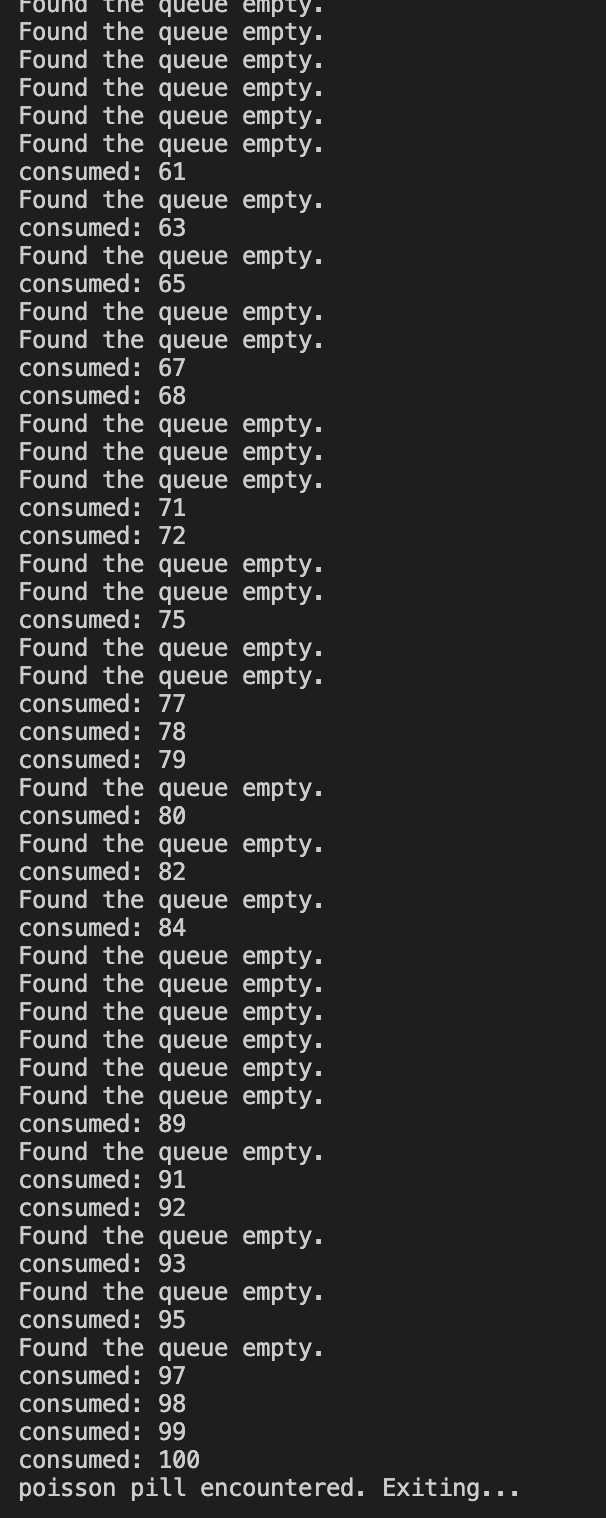 Found the queue empty.
Found the queue empty.
Found the queue empty.
Found the queue empty.
Found the queue empty.
Found the queue empty.
consumed: 61
Found the queue empty.
consumed: 63
Found the queue empty.
consumed: 65
Found the queue empty.
Found the queue empty.
consumed: 67
consumed: 68
Found the queue empty.
Found the queue empty.
Found the queue empty.
consumed: 71
consumed: 72
Found the queue empty.
Found the queue empty.
consumed: 75
Found the queue empty.
Found the queue empty.
consumed: 77
consumed: 78
consumed: 79
Found the queue empty.
consumed: 80
Found the queue empty.
consumed: 82
Found the queue empty.
consumed: 84
Found the queue empty.
Found the queue empty.
Found the queue empty.
Found the queue empty.
Found the queue empty.
Found the queue empty.
consumed: 89
Found the queue empty.
consumed: 91
consumed: 92
Found the queue empty.
consumed: 93
Found the queue empty.
consumed: 95
Found the queue empty.
consumed: 97
consumed: 98
consumed: 99
consumed: 100
poisson pill encountered. Exiting...